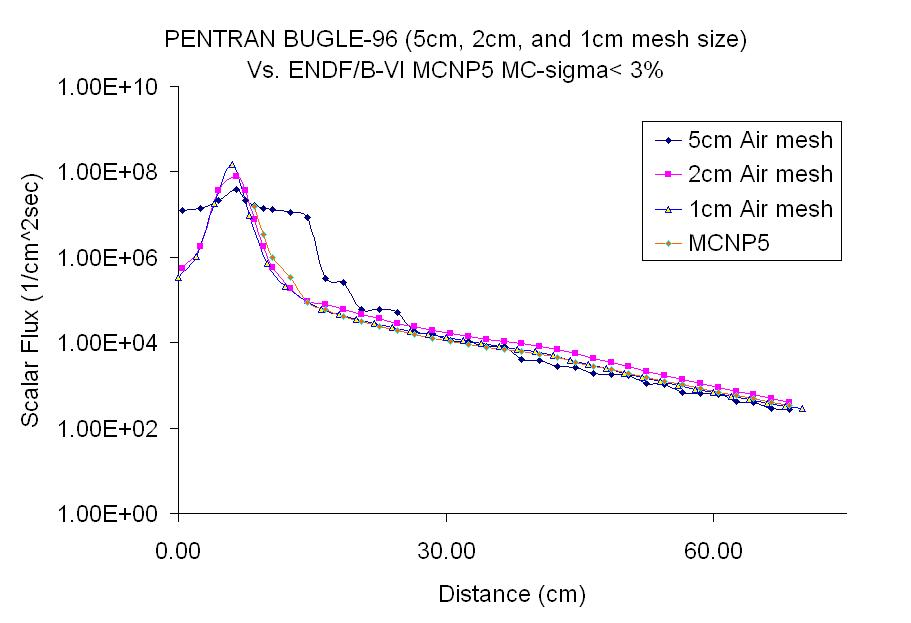 PENTRAN BUGLE-96 (5cm, 2cm, and 1cm mesh size)
Vs. ENDF/B-VI MCNP5 MC-sigma< 3%
1.00E+10
1.00E+08
1.00E+06
1.00E+04
1.00E+02
1.00E+00
Scalar Flux (1/cm^2sec)
5cm Air mesh
2cm Air mesh
1cm Air mesh
MCNP5
0.00
30.00
60.00
Distance (cm)